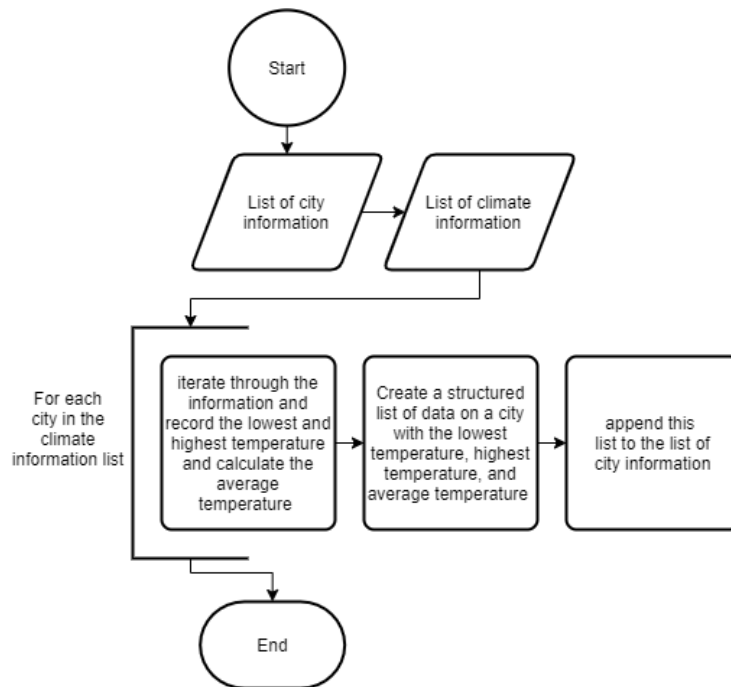 Start
List of city
information
List of climate
information
For each
city in the
climate
information list
iterate through the
information and
record the lowest and
highest temperature
and calculate the
average
temperature
Create a structured
list of data on a city
with the lowest
temperature, highest
temperature, and
average temperature
append this
list to the list of
city information
End